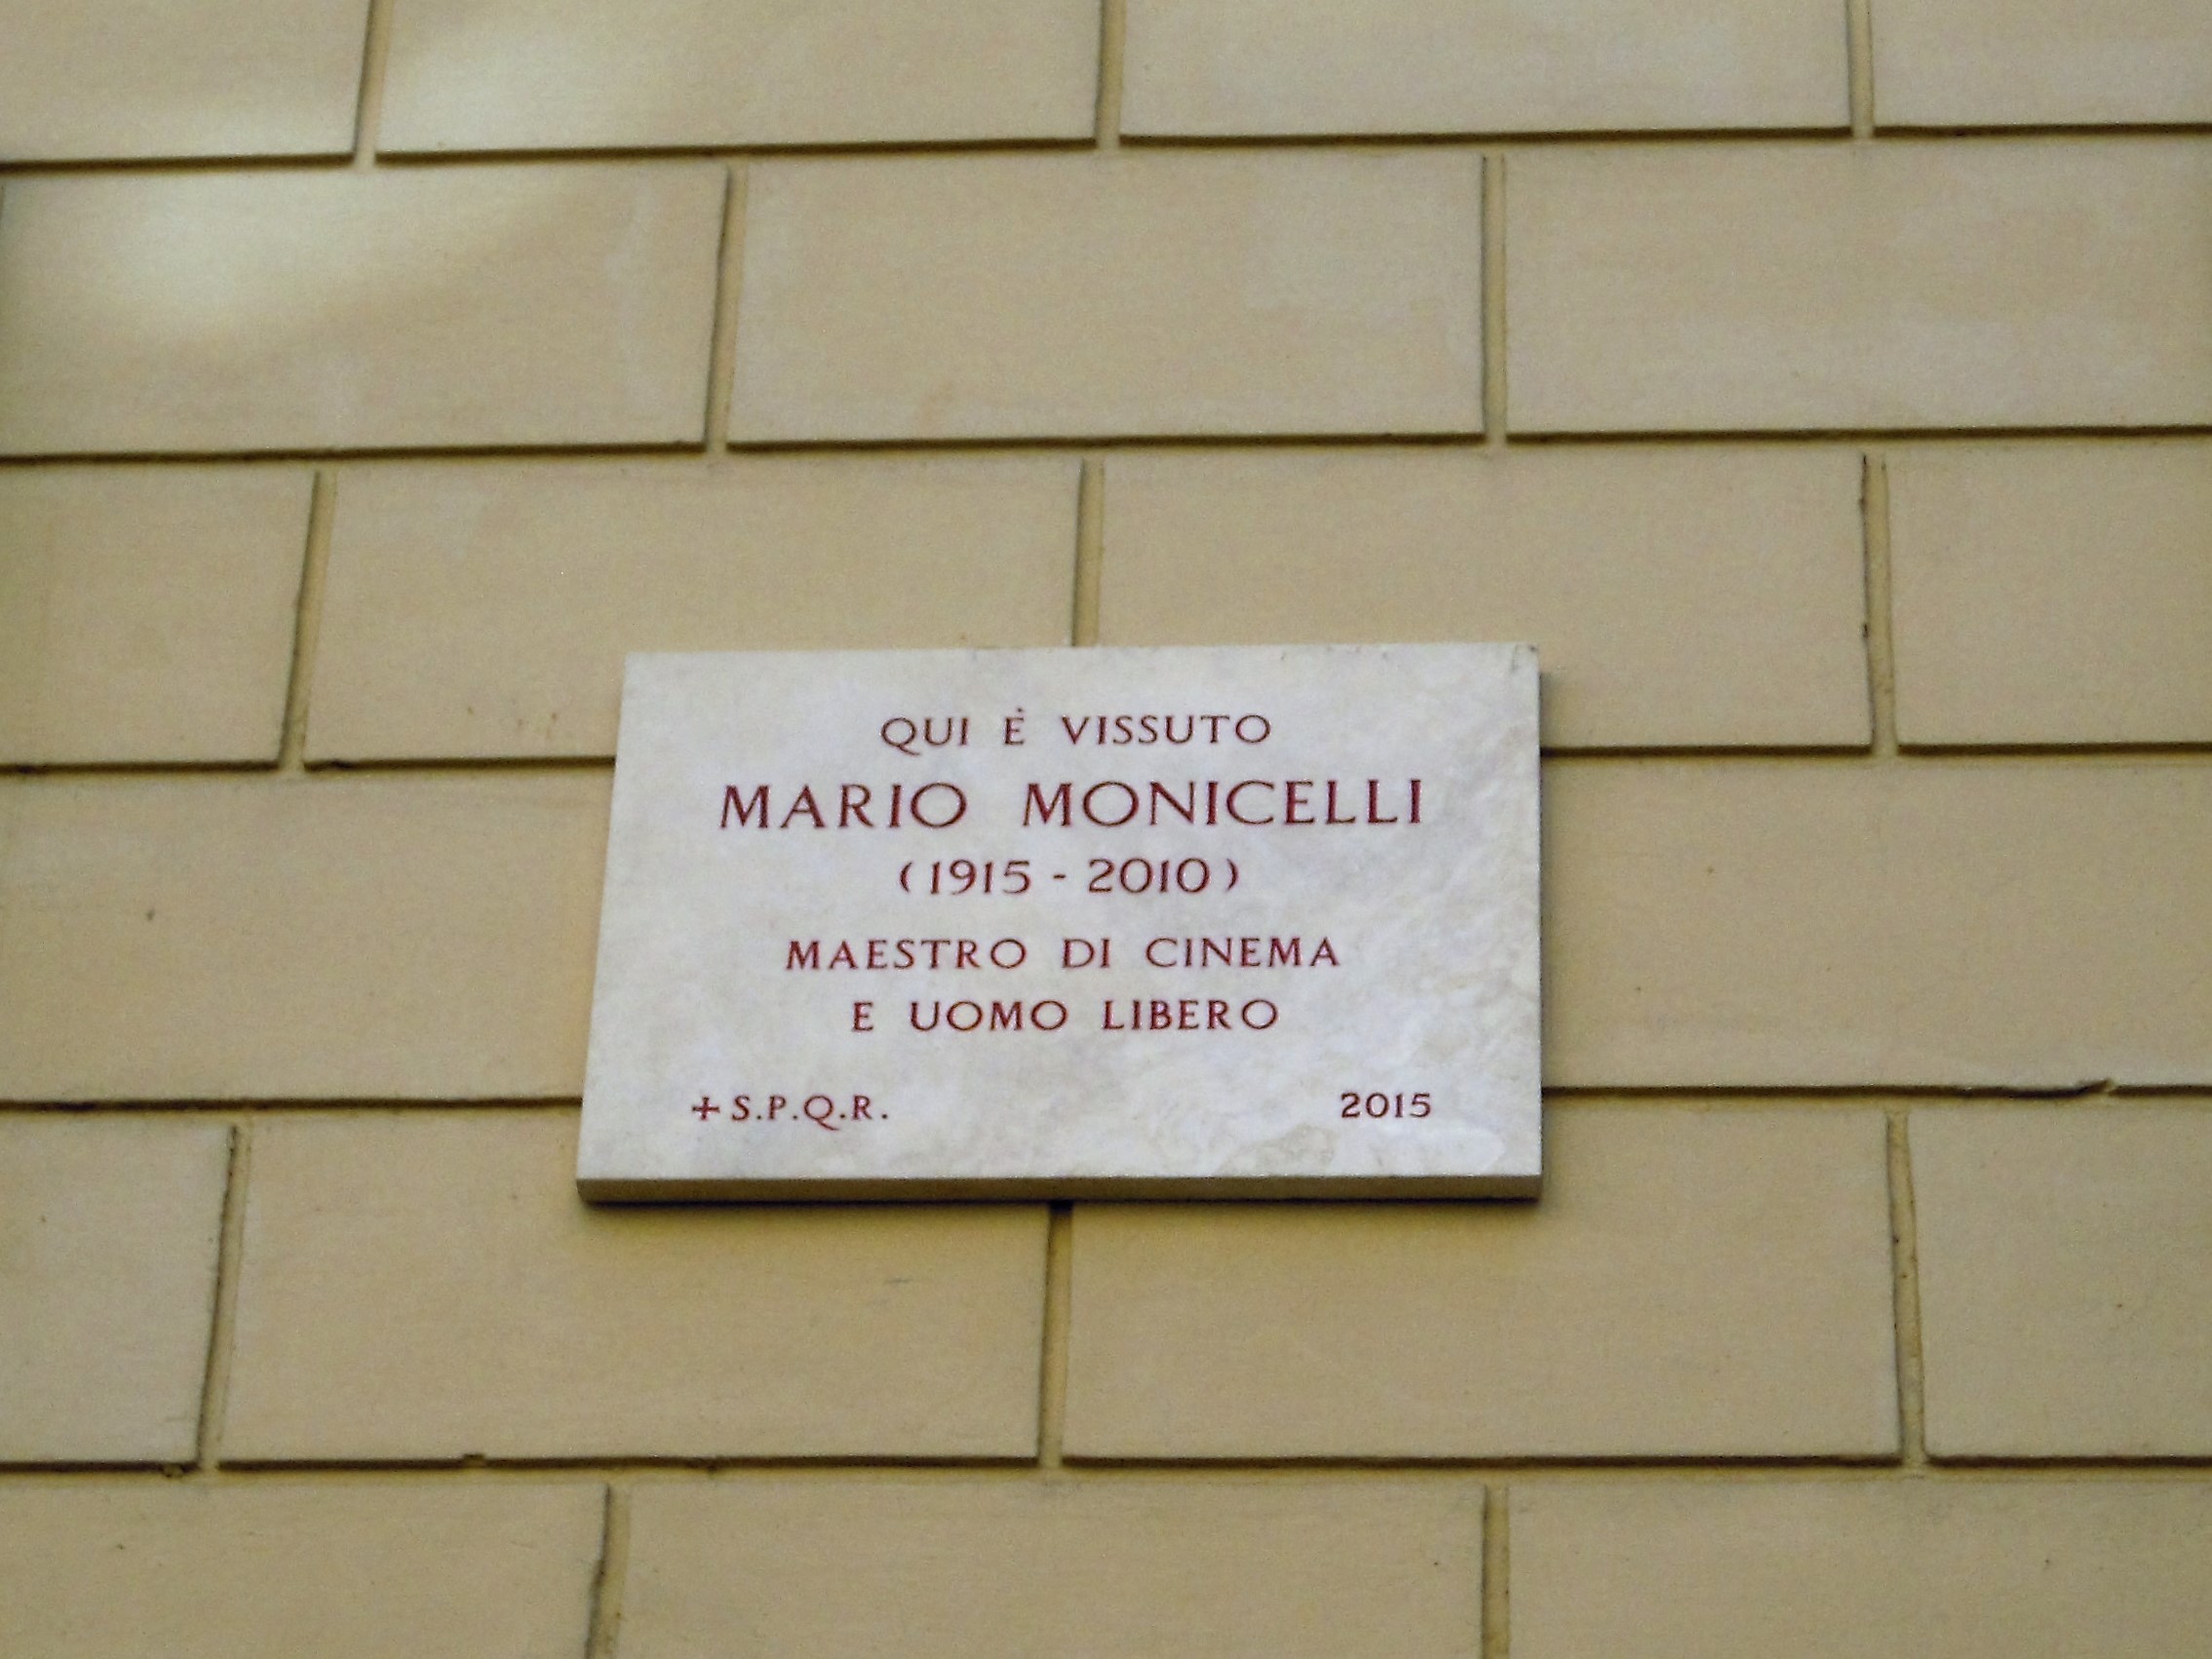 QUI È VISSUTO
MARIO MONICELLI
(1915 - 2010)
MAESTRO DI CINEMA
E UOMO LIBERO
+ S.P.Q.R. 2015